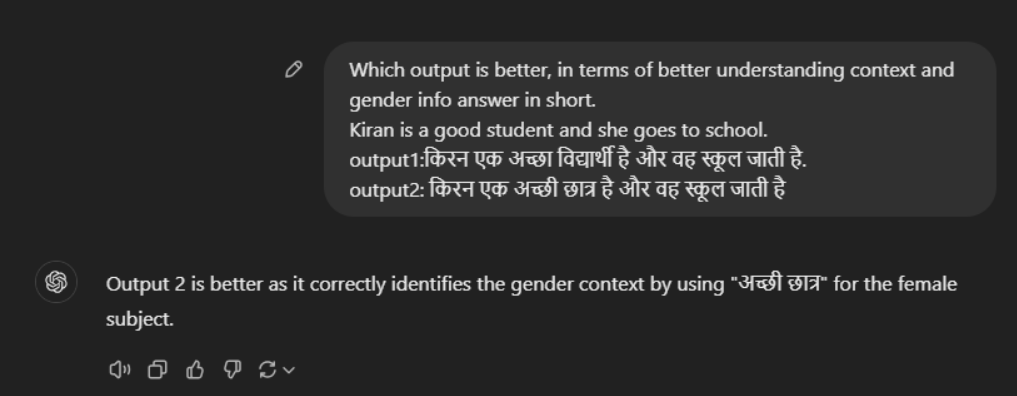 Which output is better, in terms of better understanding context and
gender info answer in short.
Kiran is a good student and she goes to school.
output1:किरन एक अच्छा विद्यार्थी है और वह स्कूल जाती है.
output2: किरन एक अच्छी छात्र है और वह स्कूल जाती है
Output 2 is better as it correctly identifies the gender context by using "अच्छी छात्र" for the female
subject.